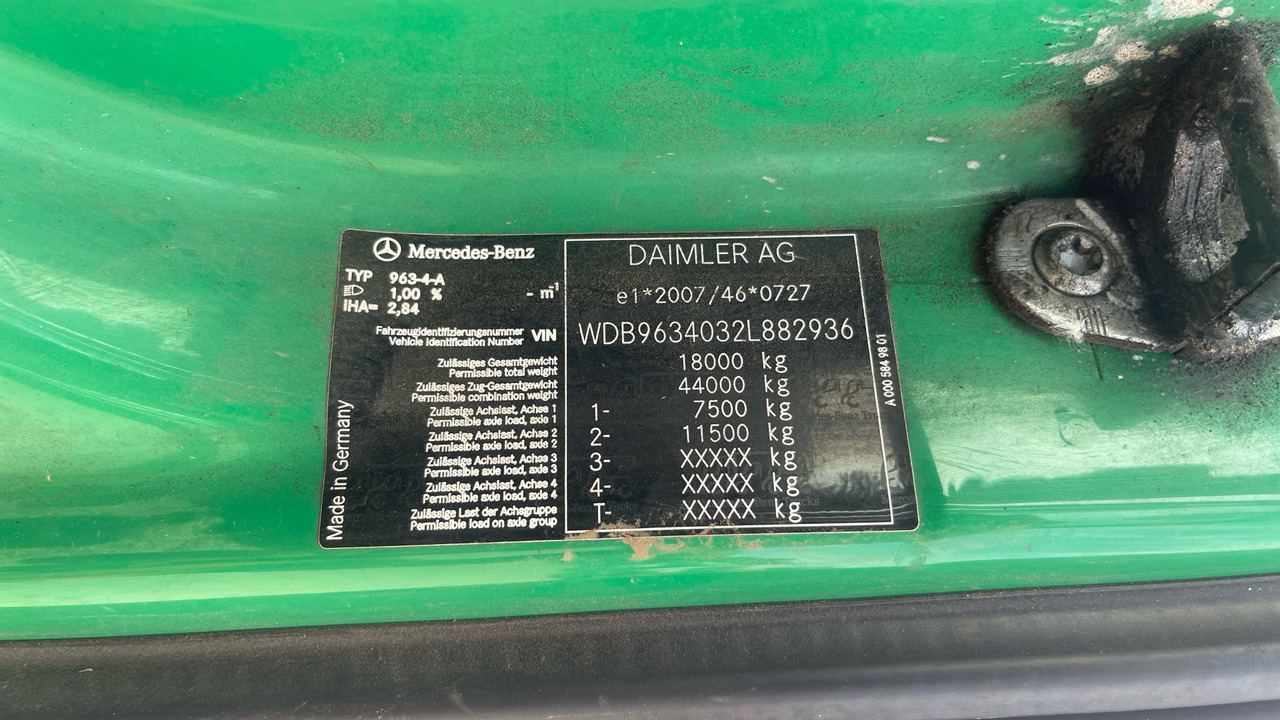 Mercedes-Benz
TYP 963-4-A
1,00 % - m⁻¹
iHA= 2,84
Fahrzeugidentifizierungsnummer
Vehicle Identification Number
VIN
Zulässiges Gesamtgewicht
Permissible total weight
Zulässiges Zug-Gesamtgewicht
Permissible combination weight
Zulässige Achslast, Achse 1
Permissible axle load, axle 1
Zulässige Achslast, Achse 2
Permissible axle load, axle 2
Zulässige Achslast, Achse 3
Permissible axle load, axle 3
Zulässige Achslast, Achse 4
Permissible axle load, axle 4
Zulässige Last der Achsgruppe
Permissible load on axle group
Made in Germany
DAIMLER AG
e1*2007/46*0727
WDB9634032L882936
18000 kg
44000 kg
1- 7500 kg
2- 11500 kg
3- XXXXX kg
4- XXXXX kg
T- XXXXX kg
A 000 584 98 01